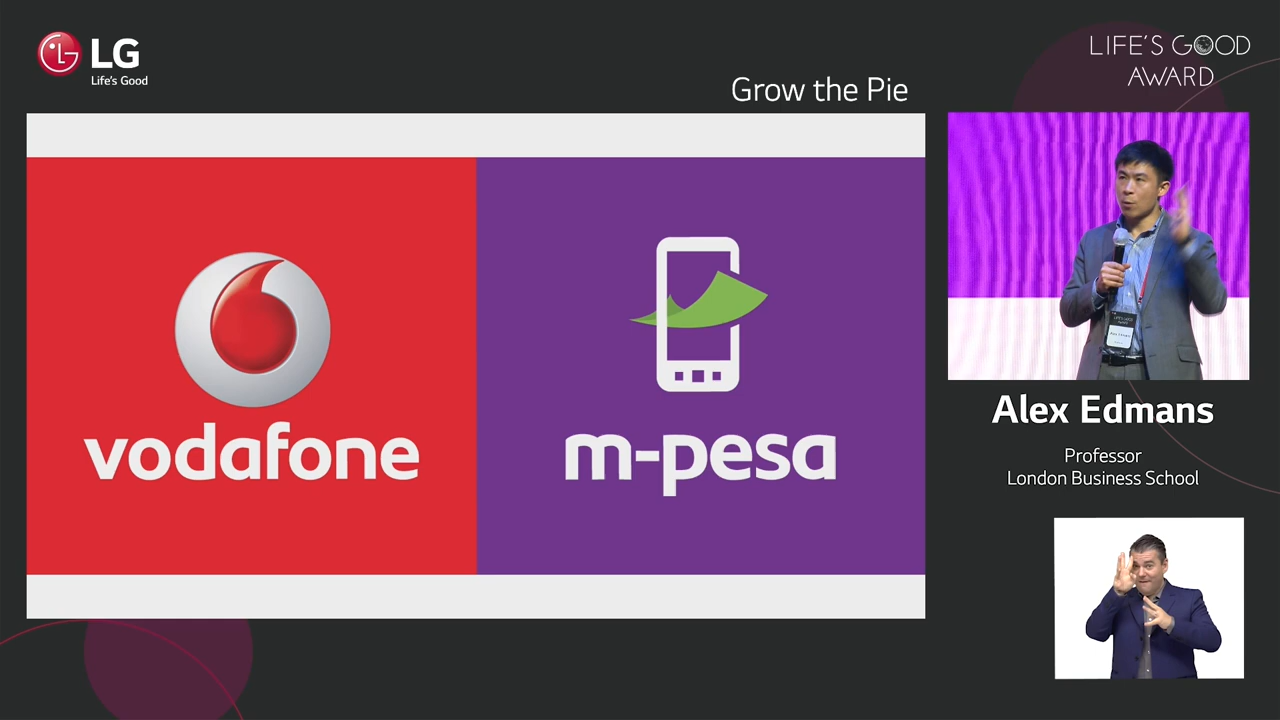 LG
Life's Good
LIFE'S GOOD
AWARD
Grow the Pie
vodafone
m-pesa
Alex Edmans
Professor
London Business School